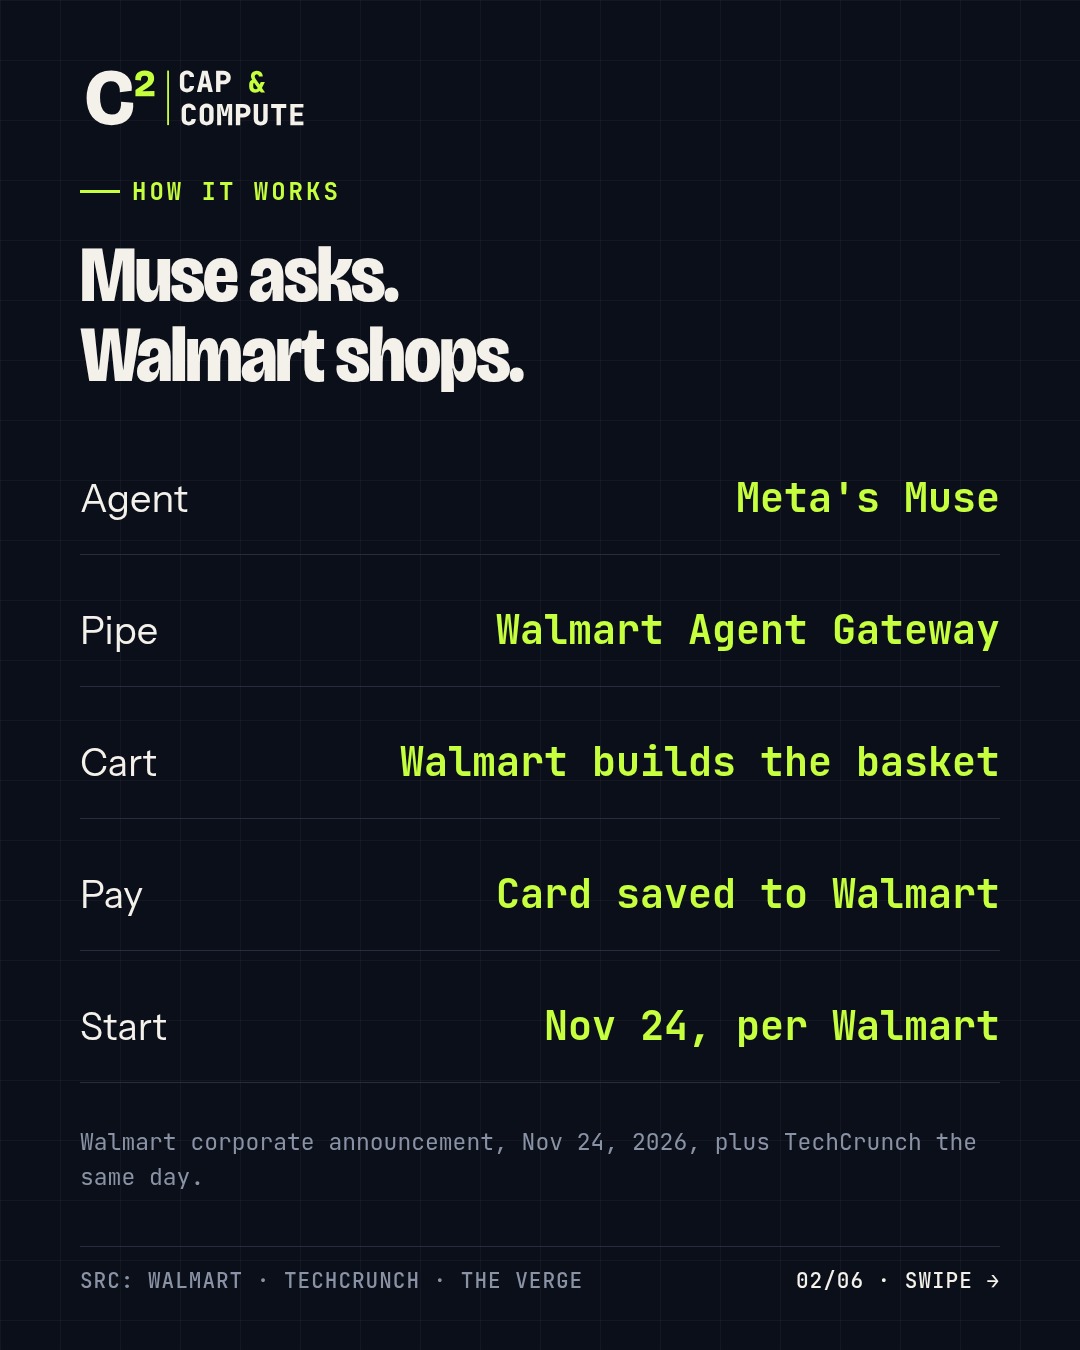 C² CAP &
COMPUTE
HOW IT WORKS
Muse asks.
Walmart shops.
Agent Meta's Muse
Pipe Walmart Agent Gateway
Cart Walmart builds the basket
Pay Card saved to Walmart
Start Nov 24, per Walmart
Walmart corporate announcement, Nov 24, 2026, plus TechCrunch the
same day.
SRC: WALMART · TECHCRUNCH · THE VERGE 02/06 · SWIPE →